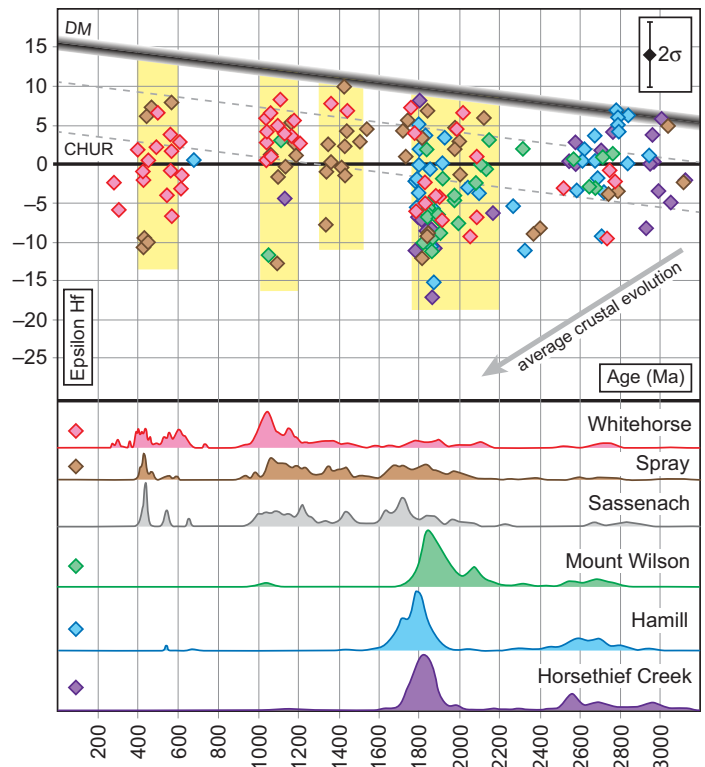 DM
15
10
5
CHUR
0
−5
−10
−15
−20
−25
2σ
Epsilon Hf
average crustal evolution
Age (Ma)
Whitehorse
Spray
Sassenach
Mount Wilson
Hamill
Horsethief Creek
200
400
600
800
1000
1200
1400
1600
1800
2000
2200
2400
2600
2800
3000